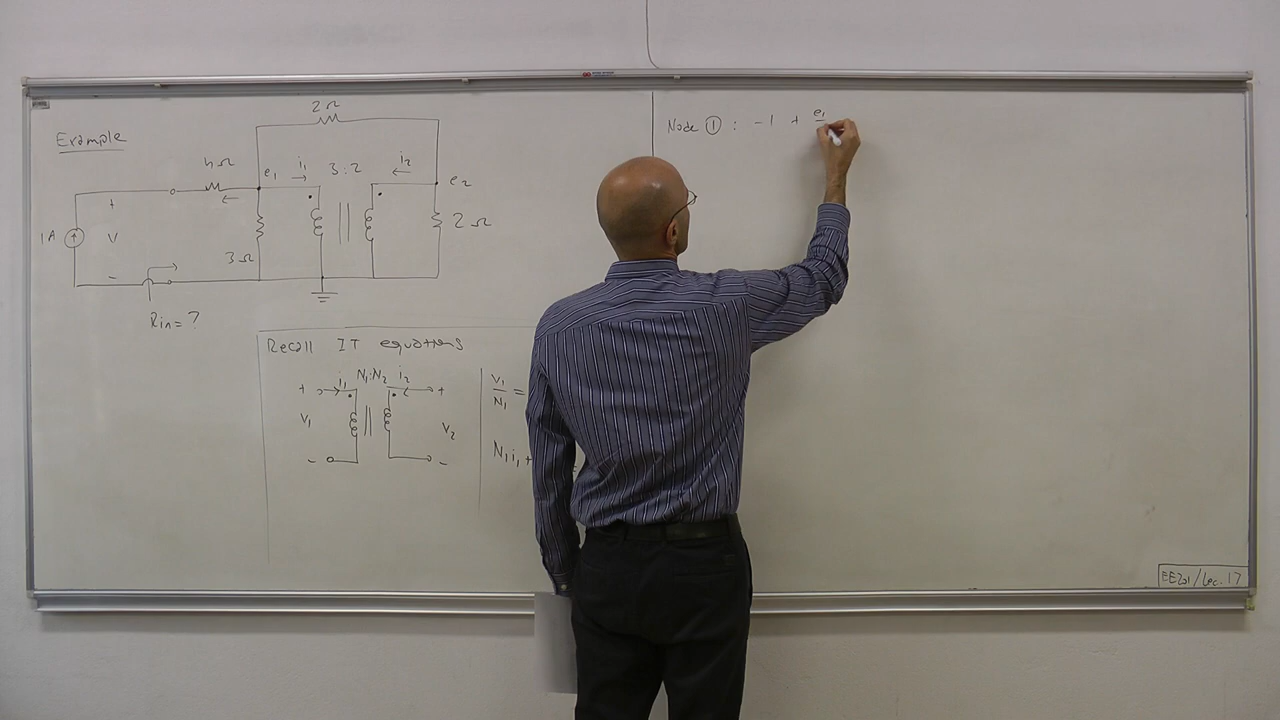 Example
2Ω
4Ω
e₁ i₁ 3:2 i₂ e₂
+
1A V
-
3Ω
2Ω
Rin = ?
Recall IT equations
+ i₁ N₁:N₂ i₂ +
V₁ V₂
- -
V₁/N₁ =
N₁i₁ +
Node ① : -1 + e₁
EE201/Lec. 17